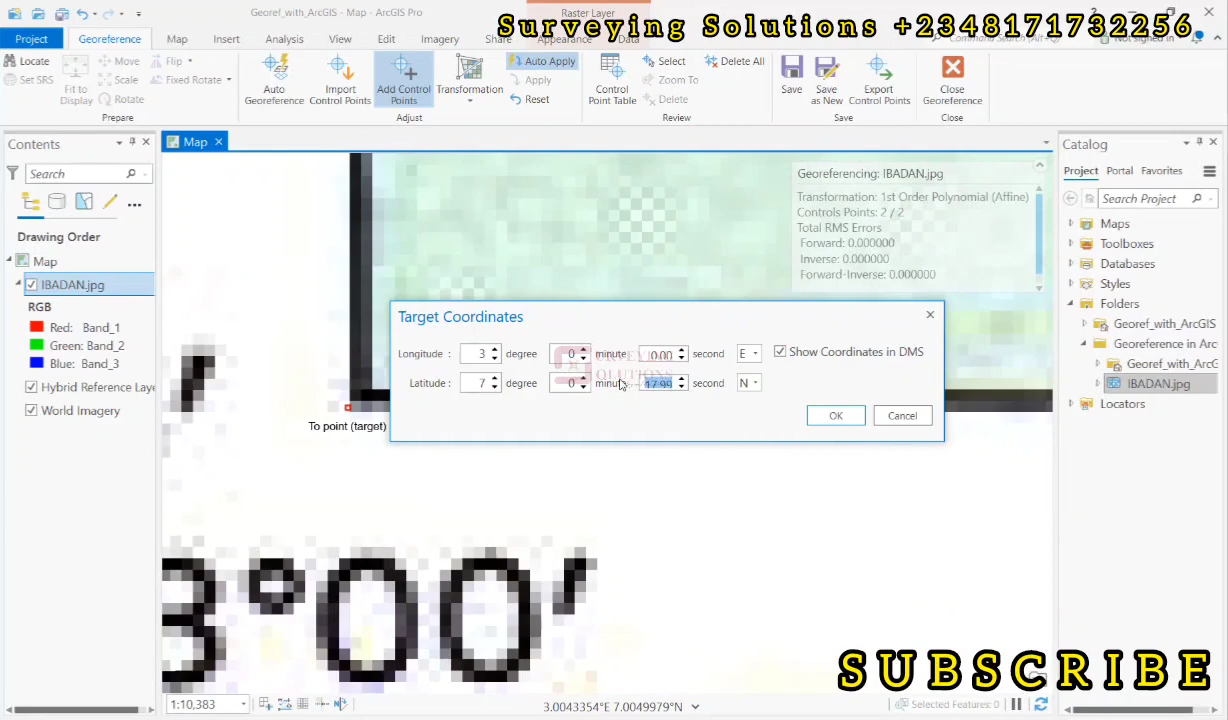 Georef_with_ArcGIS - Map - ArcGIS Pro
Raster Layer
Surveying Solutions +2348171732256
Project Georeference Map Insert Analysis View Edit Imagery Share Appearance Data
Not signed in
Locate
Set SRS
Fit to Display
Move
Scale
Rotate
Flip
Fixed Rotate
Prepare
Auto Georeference
Import Control Points
Add Control Points
Transformation
Auto Apply
Apply
Reset
Adjust
Control Point Table
Select
Zoom To
Delete
Delete All
Review
Save
Save as New
Export Control Points
Save
Close Georeference
Close
Contents
Search
Drawing Order
Map
IBADAN.jpg
RGB
Red: Band_1
Green: Band_2
Blue: Band_3
Hybrid Reference Laye
World Imagery
Map
Georeferencing: IBADAN.jpg
Transformation: 1st Order Polynomial (Affine)
Controls Points: 2 / 2
Total RMS Errors
Forward: 0.000000
Inverse: 0.000000
Forward-Inverse: 0.000000
Target Coordinates
Longitude : 3 degree 0 minute 0.00 second E
Show Coordinates in DMS
Latitude : 7 degree 0 minute 17.99 second N
OK Cancel
To point (target)
3°00′
1:10,383
3.0043354°E 7.0049979°N
Selected Features: 0
Catalog
Project Portal Favorites
Search Project
Maps
Toolboxes
Databases
Styles
Folders
Georef_with_ArcGIS
Georeference in Arc
Georef_with_Arc
IBADAN.jpg
Locators
SUBSCRIBE